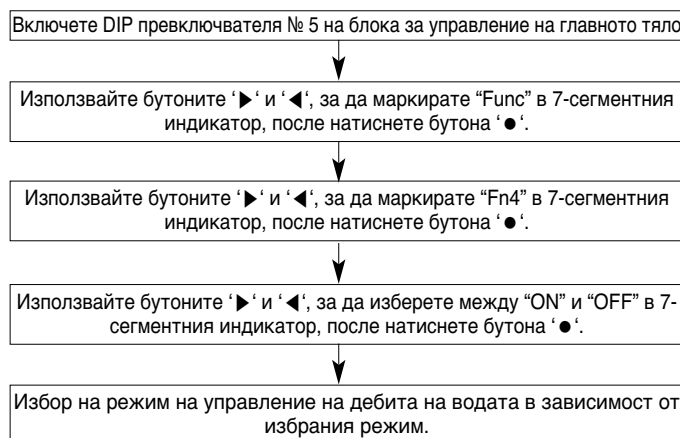 Включете DIP превключвателя № 5 на блока за управление на главното тяло
Използвайте бутоните ‘▶‘ и ‘◀‘, за да маркирате “Func” в 7-сегментния
индикатор, после натиснете бутона ‘●‘.
Използвайте бутоните ‘▶‘ и ‘◀‘, за да маркирате “Fn4” в 7-сегментния
индикатор, после натиснете бутона ‘●‘.
Използвайте бутоните ‘▶‘ и ‘◀‘, за да изберете между “ON” и “OFF” в 7-
сегментния индикатор, после натиснете бутона ‘●‘.
Избор на режим на управление на дебита на водата в зависимост от
избрания режим.